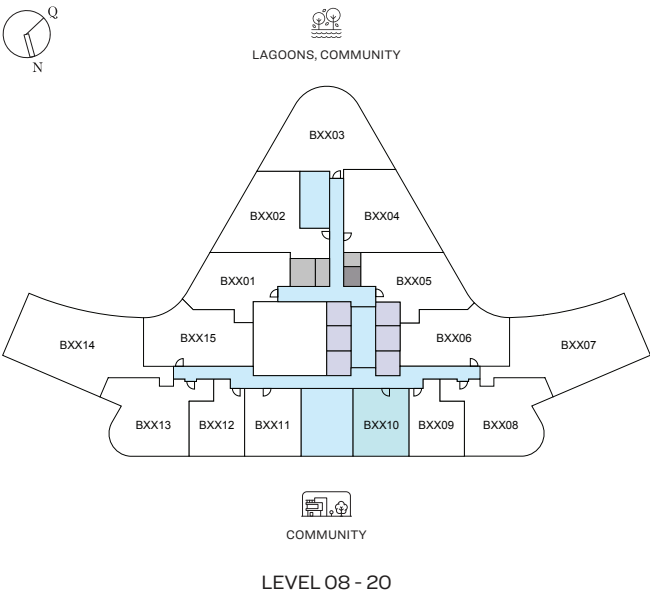 Q
N
LAGOONS, COMMUNITY
BXX03
BXX02
BXX04
BXX01
BXX05
BXX14
BXX15
BXX06
BXX07
BXX13
BXX12
BXX11
BXX10
BXX09
BXX08
COMMUNITY
LEVEL 08 - 20